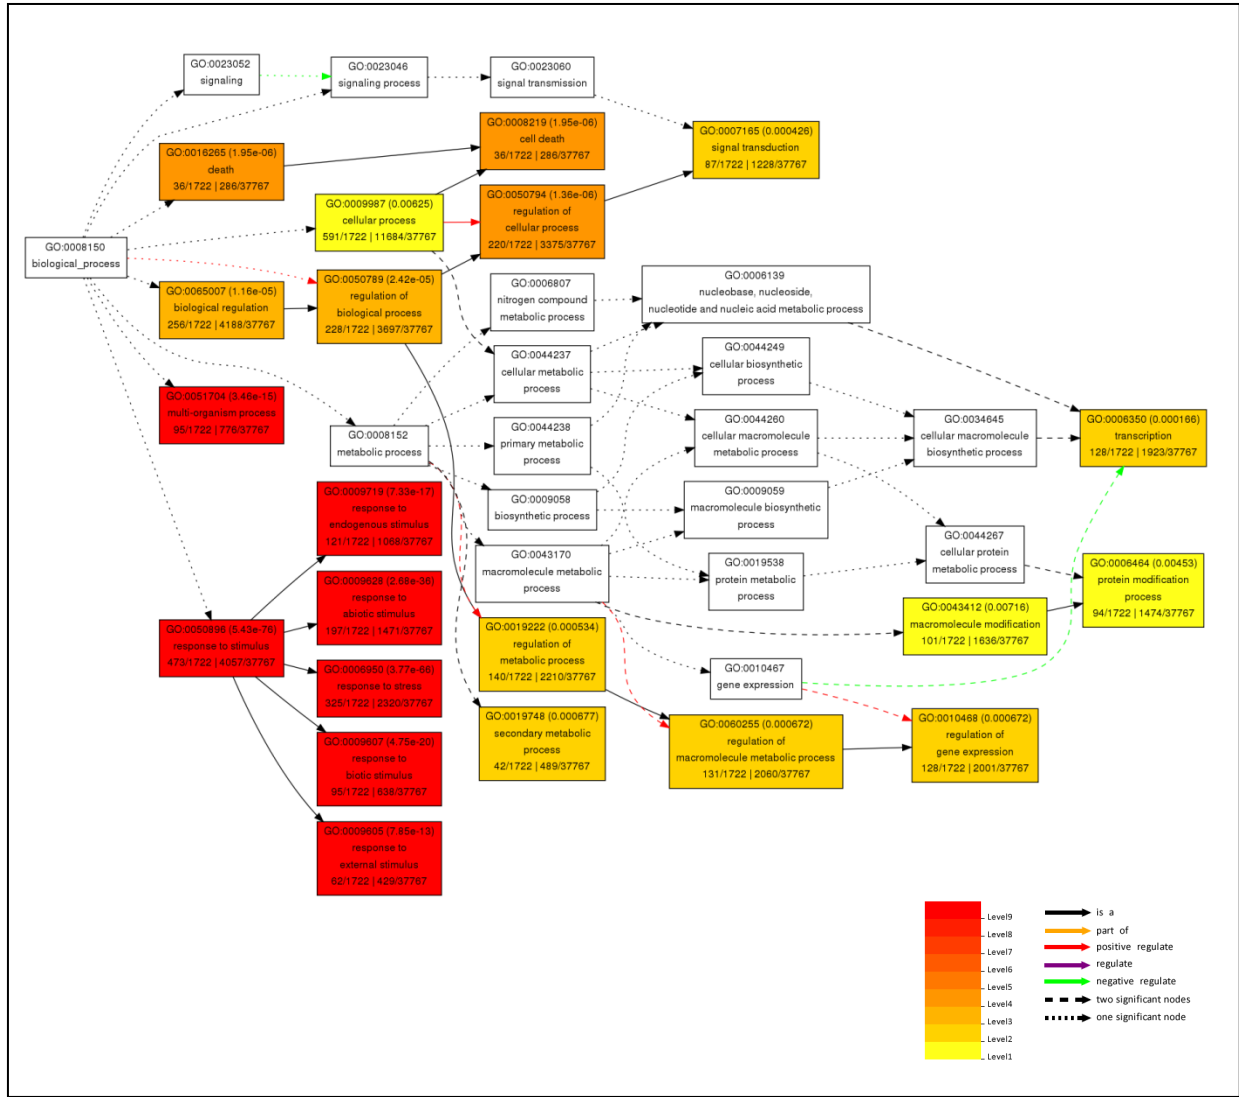 GO:0023052
signaling
GO:0023046
signaling process
GO:0023060
signal transmission
GO:0016265 (1.95e-06)
death
36/1722 | 286/37767
GO:0008219 (1.95e-06)
cell death
36/1722 | 286/37767
GO:0007165 (0.000426)
signal transduction
87/1722 | 1228/37767
GO:0009987 (0.00625)
cellular process
591/1722 | 11684/37767
GO:0050794 (1.36e-06)
regulation of
cellular process
220/1722 | 3375/37767
GO:0008150
biological_process
GO:0065007 (1.16e-05)
biological regulation
256/1722 | 4188/37767
GO:0050789 (2.42e-05)
regulation of
biological process
228/1722 | 3697/37767
GO:0006807
nitrogen compound
metabolic process
GO:0006139
nucleobase, nucleoside,
nucleotide and nucleic acid metabolic process
GO:0044237
cellular metabolic
process
GO:0044249
cellular biosynthetic
process
GO:0051704 (3.46e-15)
multi-organism process
95/1722 | 776/37767
GO:0008152
metabolic process
GO:0044238
primary metabolic
process
GO:0044260
cellular macromolecule
metabolic process
GO:0034645
cellular macromolecule
biosynthetic process
GO:0006350 (0.000166)
transcription
128/1722 | 1923/37767
GO:0009719 (7.33e-17)
response to
endogenous stimulus
121/1722 | 1068/37767
GO:0009058
biosynthetic process
GO:0009059
macromolecule biosynthetic
process
GO:0043170
macromolecule metabolic
process
GO:0019538
protein metabolic
process
GO:0044267
cellular protein
metabolic process
GO:0006464 (0.00453)
protein modification
process
94/1722 | 1474/37767
GO:0009628 (2.68e-36)
response to
abiotic stimulus
197/1722 | 1471/37767
GO:0043412 (0.00716)
macromolecule modification
101/1722 | 1636/37767
GO:0050896 (5.43e-76)
response to stimulus
473/1722 | 4057/37767
GO:0019222 (0.000534)
regulation of
metabolic process
140/1722 | 2210/37767
GO:0006950 (3.77e-66)
response to stress
325/1722 | 2320/37767
GO:0010467
gene expression
GO:0019748 (0.000677)
secondary metabolic
process
42/1722 | 489/37767
GO:0060255 (0.000672)
regulation of
macromolecule metabolic process
131/1722 | 2060/37767
GO:0010468 (0.000672)
regulation of
gene expression
128/1722 | 2001/37767
GO:0009607 (4.75e-20)
response to
biotic stimulus
95/1722 | 638/37767
GO:0009605 (7.85e-13)
response to
external stimulus
62/1722 | 429/37767
Level9
Level8
Level7
Level6
Level5
Level4
Level3
Level2
Level1
is a
part of
positive regulate
regulate
negative regulate
two significant nodes
one significant node